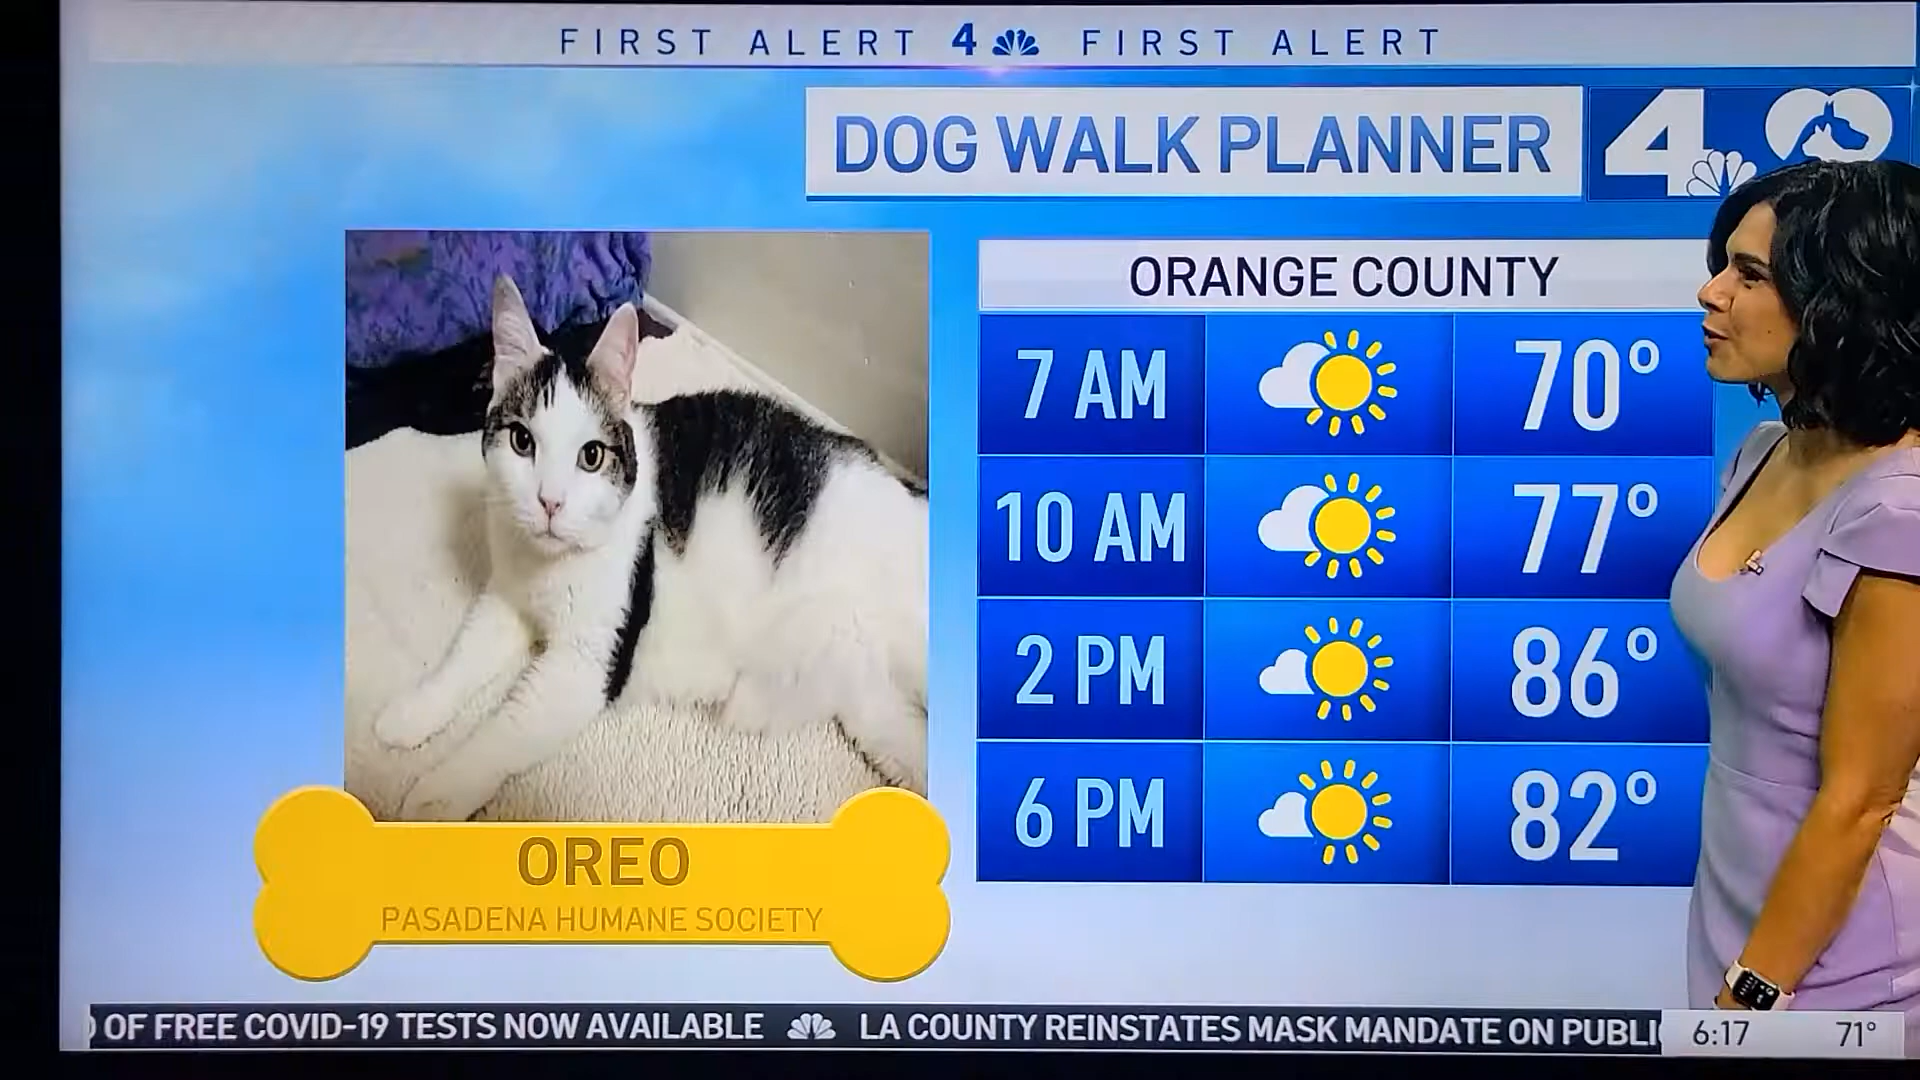 FIRST ALERT 4 FIRST ALERT
DOG WALK PLANNER 4
ORANGE COUNTY
7 AM 70°
10 AM 77°
2 PM 86°
6 PM 82°
OREO
PASADENA HUMANE SOCIETY
OF FREE COVID-19 TESTS NOW AVAILABLE LA COUNTY REINSTATES MASK MANDATE ON PUBLI 6:17 71°